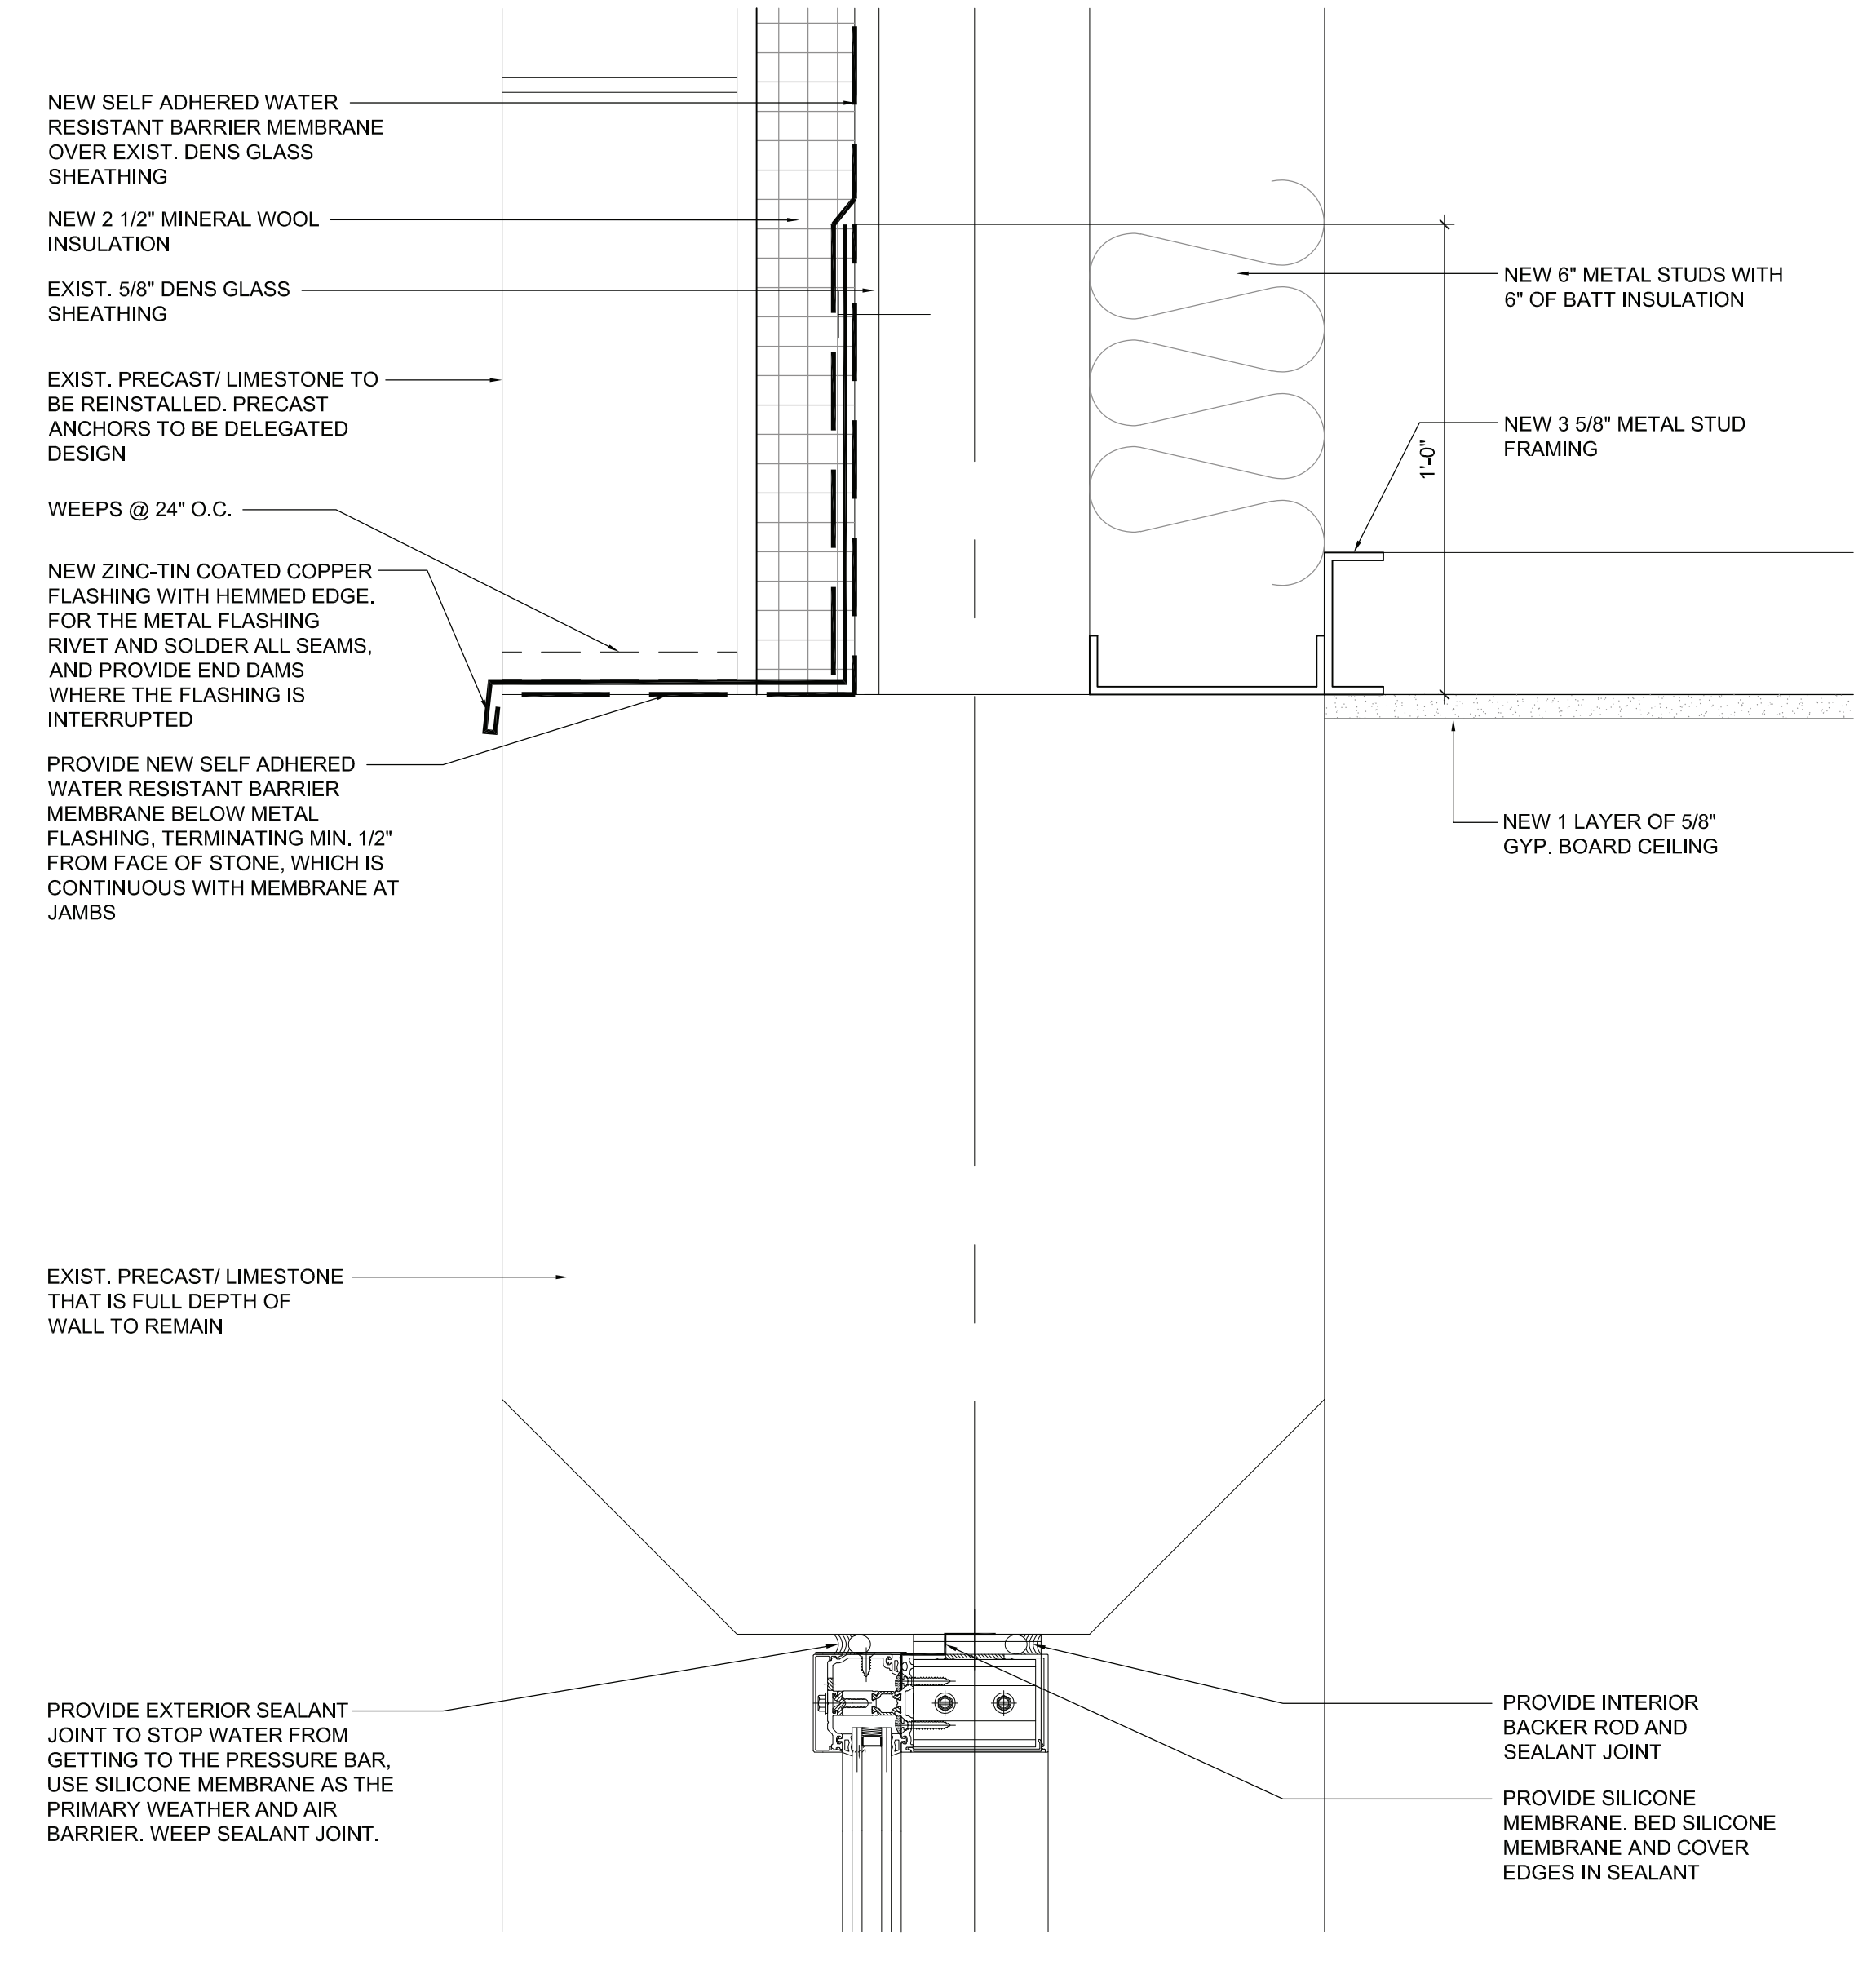 NEW SELF ADHERED WATER
RESISTANT BARRIER MEMBRANE
OVER EXIST. DENS GLASS
SHEATHING
NEW 2 1/2" MINERAL WOOL
INSULATION
EXIST. 5/8" DENS GLASS
SHEATHING
EXIST. PRECAST/ LIMESTONE TO
BE REINSTALLED. PRECAST
ANCHORS TO BE DELEGATED
DESIGN
WEEPS @ 24" O.C.
NEW ZINC-TIN COATED COPPER
FLASHING WITH HEMMED EDGE.
FOR THE METAL FLASHING
RIVET AND SOLDER ALL SEAMS,
AND PROVIDE END DAMS
WHERE THE FLASHING IS
INTERRUPTED
PROVIDE NEW SELF ADHERED
WATER RESISTANT BARRIER
MEMBRANE BELOW METAL
FLASHING, TERMINATING MIN. 1/2"
FROM FACE OF STONE, WHICH IS
CONTINUOUS WITH MEMBRANE AT
JAMBS
EXIST. PRECAST/ LIMESTONE
THAT IS FULL DEPTH OF
WALL TO REMAIN
PROVIDE EXTERIOR SEALANT
JOINT TO STOP WATER FROM
GETTING TO THE PRESSURE BAR,
USE SILICONE MEMBRANE AS THE
PRIMARY WEATHER AND AIR
BARRIER. WEEP SEALANT JOINT.
NEW 6" METAL STUDS WITH
6" OF BATT INSULATION
NEW 3 5/8" METAL STUD
FRAMING
1'-0"
NEW 1 LAYER OF 5/8"
GYP. BOARD CEILING
PROVIDE INTERIOR
BACKER ROD AND
SEALANT JOINT
PROVIDE SILICONE
MEMBRANE. BED SILICONE
MEMBRANE AND COVER
EDGES IN SEALANT